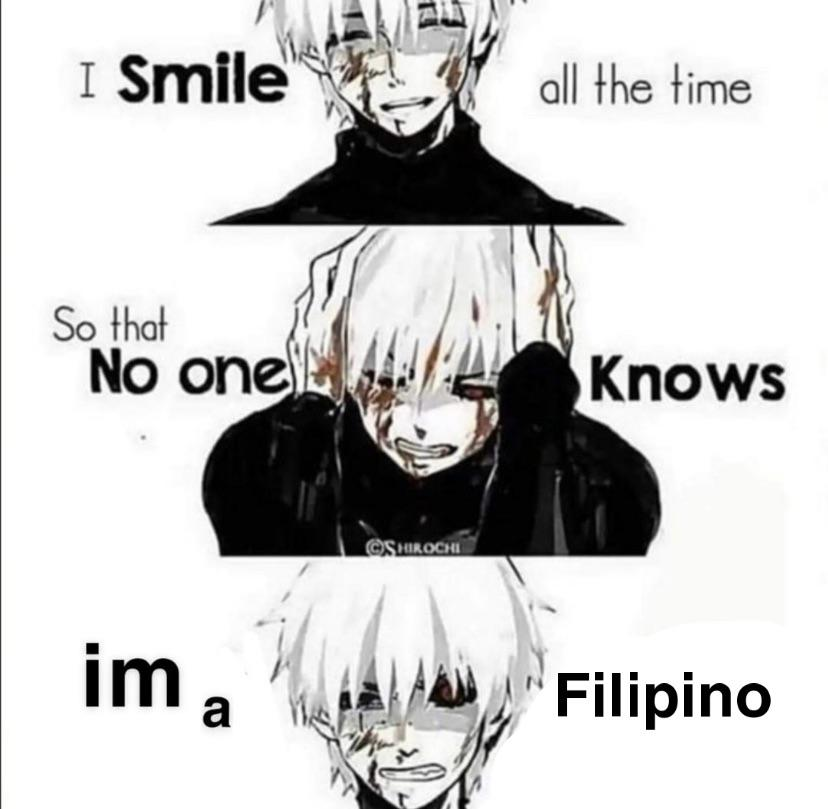 I Smile all the time
So that
No one Knows
©SHIROCHI
im a Filipino